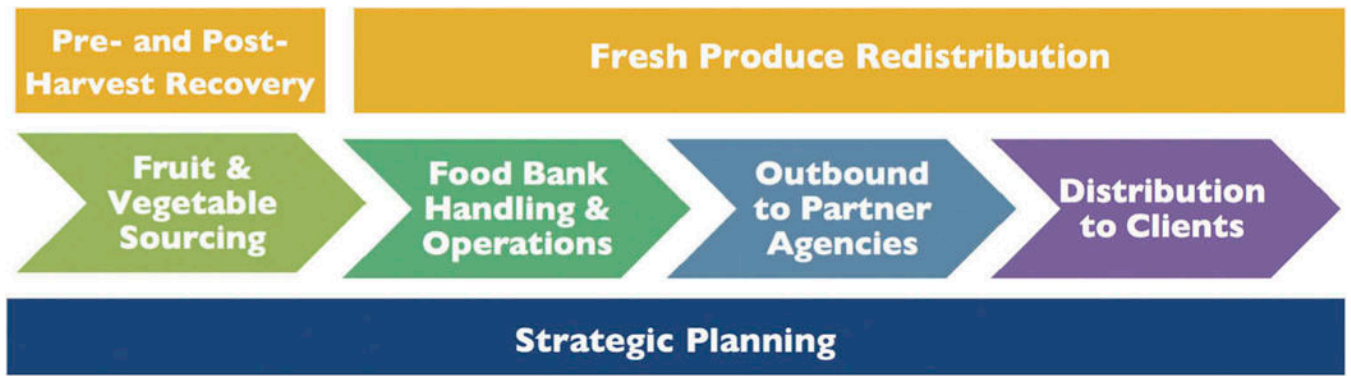 Pre- and Post-
Harvest Recovery
Fresh Produce Redistribution
Fruit &
Vegetable
Sourcing
Food Bank
Handling &
Operations
Outbound
to Partner
Agencies
Distribution
to Clients
Strategic Planning